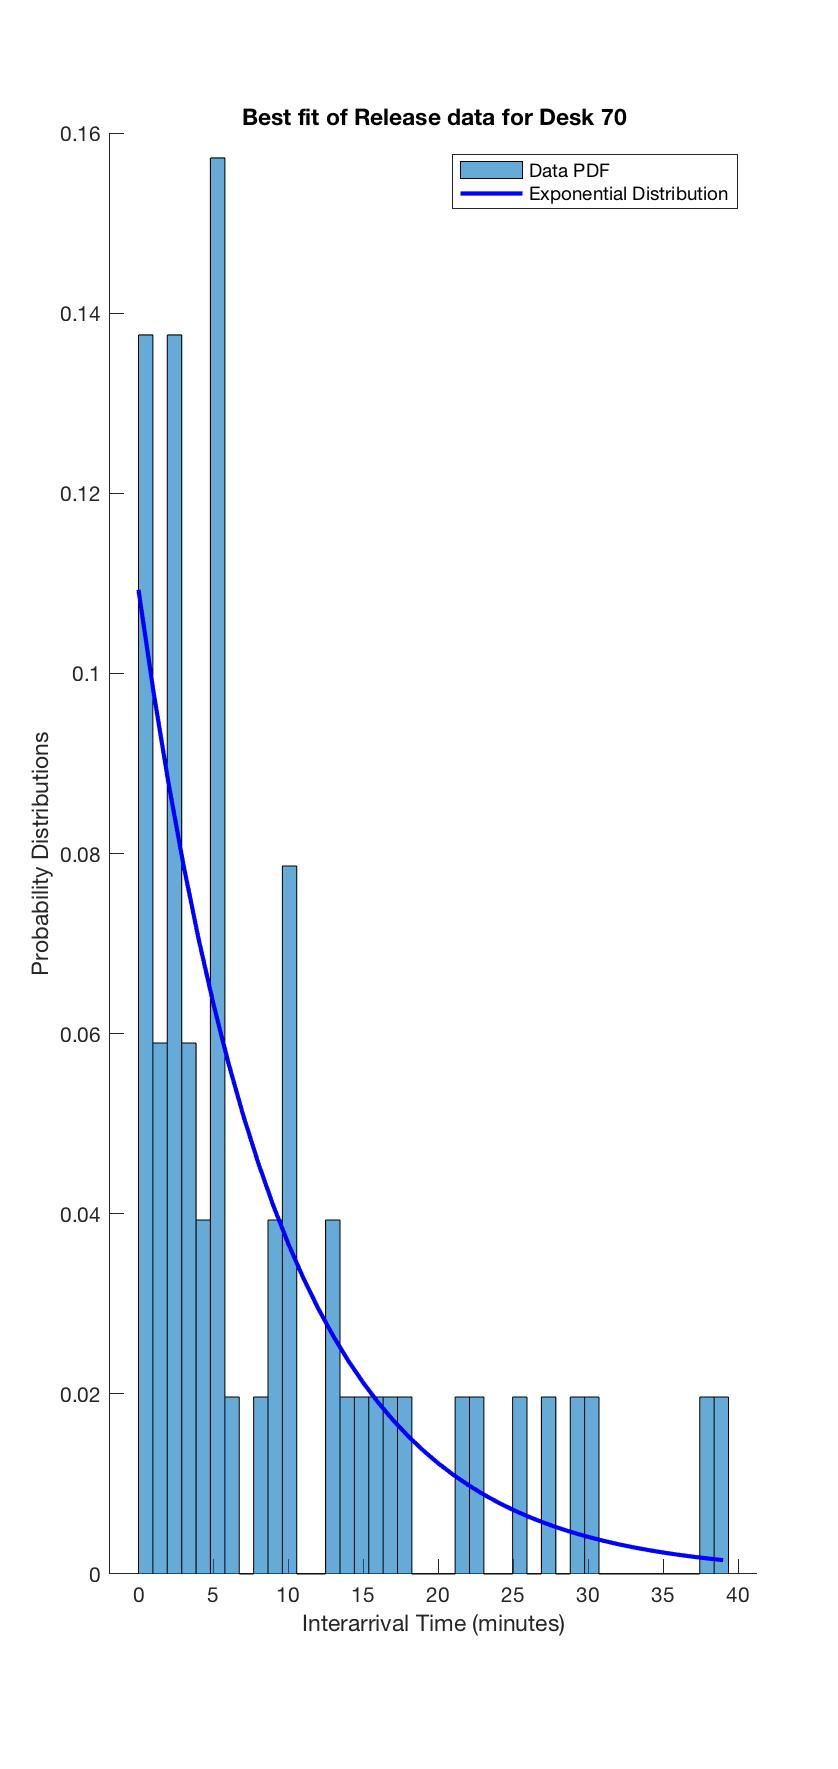 Best fit of Release data for Desk 70
0.16
Data PDF
Exponential Distribution
0.14
0.12
0.1
Probability Distributions
0.08
0.06
0.04
0.02
0
0 5 10 15 20 25 30 35 40
Interarrival Time (minutes)